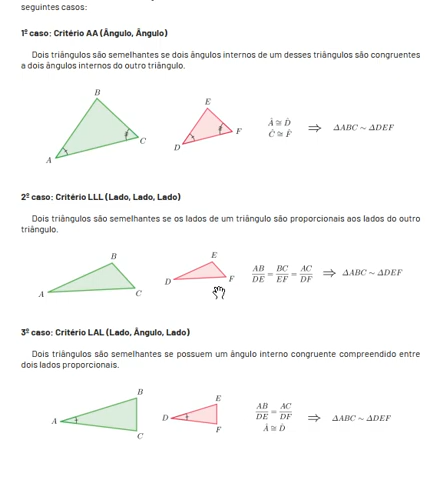 seguintes casos:
1º caso: Critério AA (Ângulo, Ângulo)
Dois triângulos são semelhantes se dois ângulos internos de um desses triângulos são congruentes
a dois ângulos internos do outro triângulo.
B
E
A
C
D
F
Â ≅ D̂
Ĉ ≅ F̂
⇒ ΔABC ~ ΔDEF
2º caso: Critério LLL (Lado, Lado, Lado)
Dois triângulos são semelhantes se os lados de um triângulo são proporcionais aos lados do outro
triângulo.
B
E
A
C
D
F
AB/DE = BC/EF = AC/DF ⇒ ΔABC ~ ΔDEF
3º caso: Critério LAL (Lado, Ângulo, Lado)
Dois triângulos são semelhantes se possuem um ângulo interno congruente compreendido entre
dois lados proporcionais.
B
E
A
C
D
F
AB/DE = AC/DF
Â ≅ D̂
⇒ ΔABC ~ ΔDEF